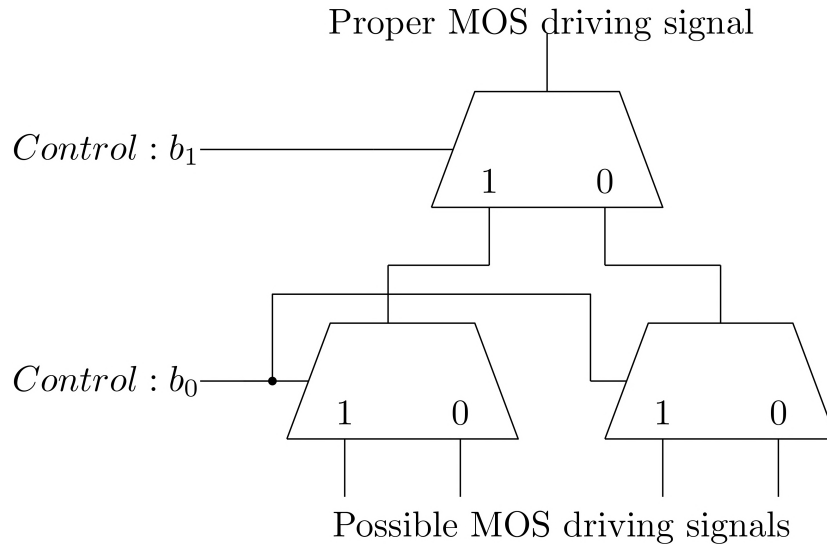 Proper MOS driving signal
Control : b₁
1 0
Control : b₀
1 0 1 0
Possible MOS driving signals